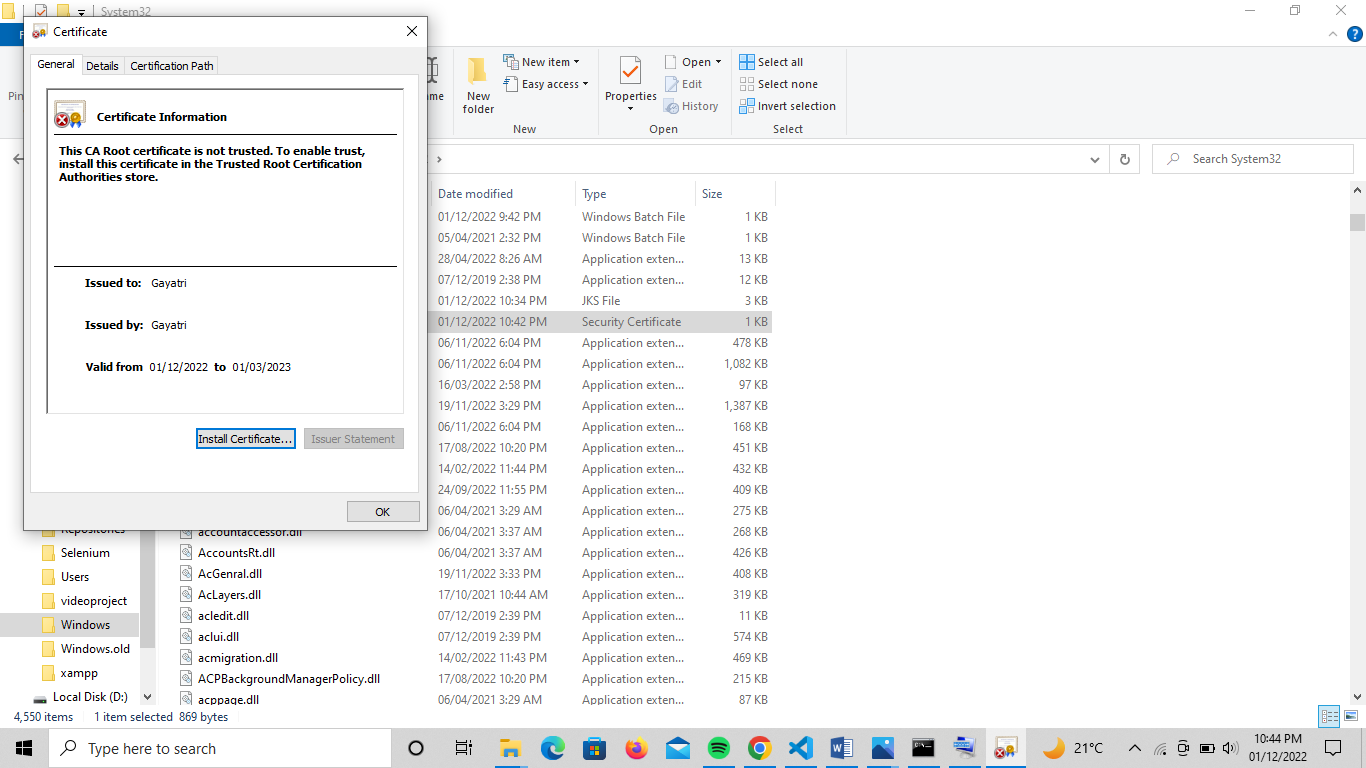 System32
Certificate
General Details Certification Path
Certificate Information
This CA Root certificate is not trusted. To enable trust,
install this certificate in the Trusted Root Certification
Authorities store.
Issued to: Gayatri
Issued by: Gayatri
Valid from 01/12/2022 to 01/03/2023
Install Certificate... Issuer Statement
OK
F
Pin
me
New
folder
New item
Easy access
New
Properties
Open
Edit
History
Open
Select all
Select none
Invert selection
Select
Search System32
Date modified Type Size
01/12/2022 9:42 PM Windows Batch File 1 KB
05/04/2021 2:32 PM Windows Batch File 1 KB
28/04/2022 8:26 AM Application exten... 13 KB
07/12/2019 2:38 PM Application exten... 12 KB
01/12/2022 10:34 PM JKS File 3 KB
01/12/2022 10:42 PM Security Certificate 1 KB
06/11/2022 6:04 PM Application exten... 478 KB
06/11/2022 6:04 PM Application exten... 1,082 KB
16/03/2022 2:58 PM Application exten... 97 KB
19/11/2022 3:29 PM Application exten... 1,387 KB
06/11/2022 6:04 PM Application exten... 168 KB
17/08/2022 10:20 PM Application exten... 451 KB
14/02/2022 11:44 PM Application exten... 432 KB
24/09/2022 11:55 PM Application exten... 409 KB
06/04/2021 3:29 AM Application exten... 275 KB
accountaccessor.dll 06/04/2021 3:37 AM Application exten... 268 KB
AccountsRt.dll 06/04/2021 3:37 AM Application exten... 426 KB
AcGenral.dll 19/11/2022 3:33 PM Application exten... 408 KB
AcLayers.dll 17/10/2021 10:44 AM Application exten... 319 KB
acledit.dll 07/12/2019 2:39 PM Application exten... 11 KB
aclui.dll 07/12/2019 2:39 PM Application exten... 574 KB
acmigration.dll 14/02/2022 11:43 PM Application exten... 469 KB
ACPBackgroundManagerPolicy.dll 17/08/2022 10:20 PM Application exten... 215 KB
acppage.dll 06/04/2021 3:29 AM Application exten... 87 KB
Repositories
Selenium
Users
videoproject
Windows
Windows.old
xampp
Local Disk (D:)
4,550 items 1 item selected 869 bytes
Type here to search
21°C
10:44 PM
01/12/2022